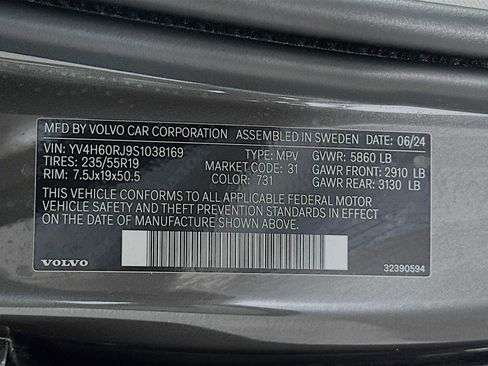 MFD BY VOLVO CAR CORPORATION ASSEMBLED IN SWEDEN DATE: 06/24
VIN: YV4H60RJ9S1038169 TYPE: MPV GVWR: 5860 LB
TIRES: 235/55R19 MARKET CODE: 31 GAWR FRONT: 2910 LB
RIM: 7.5Jx19x50.5 COLOR: 731 GAWR REAR: 3130 LB
THIS VEHICLE CONFORMS TO ALL APPLICABLE FEDERAL MOTOR
VEHICLE SAFETY AND THEFT PREVENTION STANDARDS IN EFFECT
ON THE DATE OF MANUFACTURE SHOWN ABOVE.
VOLVO 32390594